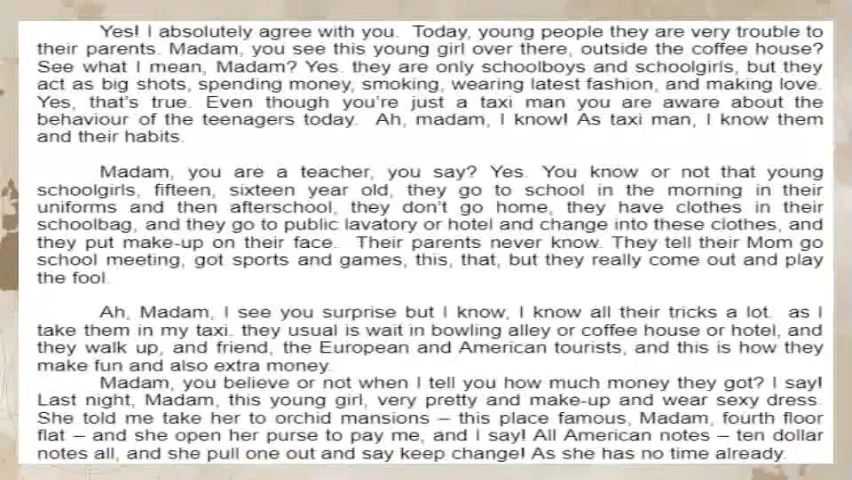 Yes! I absolutely agree with you. Today, young people they are very trouble to
their parents. Madam, you see this young girl over there, outside the coffee house?
See what I mean, Madam? Yes. they are only schoolboys and schoolgirls, but they
act as big shots, spending money, smoking, wearing latest fashion, and making love.
Yes, that's true. Even though you're just a taxi man you are aware about the
behaviour of the teenagers today. Ah, madam, I know! As taxi man, I know them
and their habits.
Madam, you are a teacher, you say? Yes. You know or not that young
schoolgirls, fifteen, sixteen year old, they go to school in the morning in their
uniforms and then afterschool, they don't go home, they have clothes in their
schoolbag, and they go to public lavatory or hotel and change into these clothes, and
they put make-up on their face. Their parents never know. They tell their Mom go
school meeting, got sports and games, this, that, but they really come out and play
the fool.
Ah, Madam, I see you surprise but I know, I know all their tricks a lot. as I
take them in my taxi. they usual is wait in bowling alley or coffee house or hotel, and
they walk up, and friend, the European and American tourists, and this is how they
make fun and also extra money.
Madam, you believe or not when I tell you how much money they got? I say!
Last night, Madam, this young girl, very pretty and make-up and wear sexy dress.
She told me take her to orchid mansions – this place famous, Madam, fourth floor
flat – and she open her purse to pay me, and I say! All American notes – ten dollar
notes all, and she pull one out and say keep change! As she has no time already.